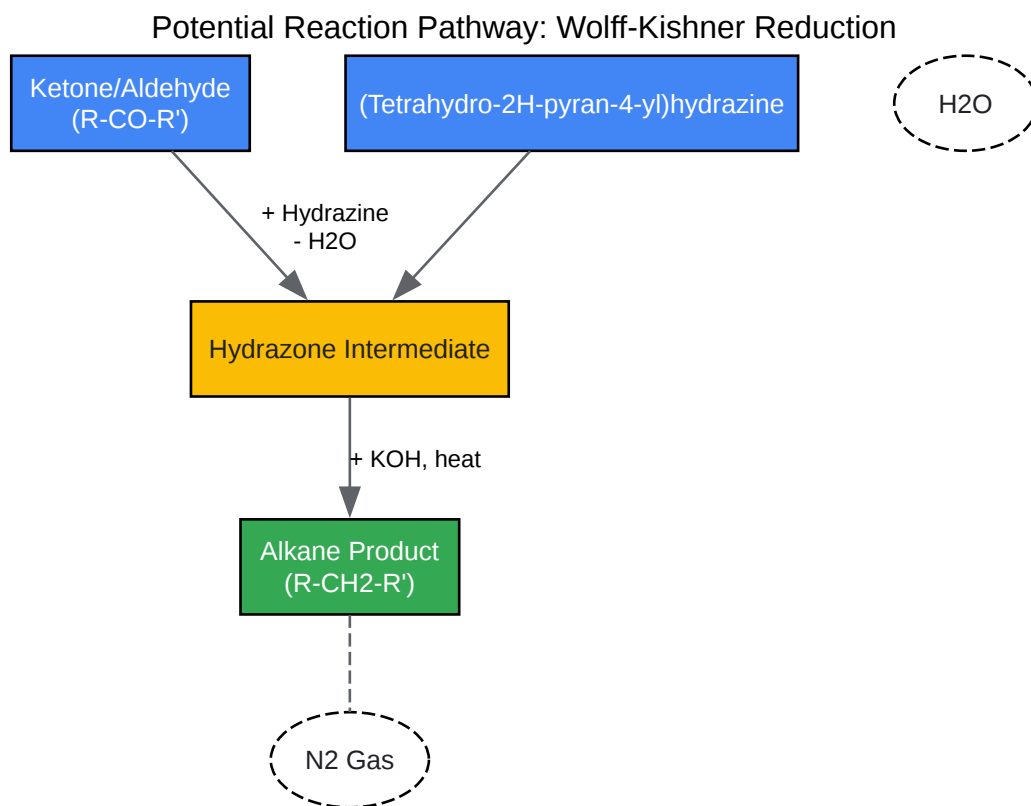 Potential Reaction Pathway: Wolff-Kishner Reduction
Ketone/Aldehyde
(R-CO-R')
(Tetrahydro-2H-pyran-4-yl)hydrazine
H2O
+ Hydrazine
- H2O
Hydrazone Intermediate
+ KOH, heat
Alkane Product
(R-CH2-R')
N2 Gas